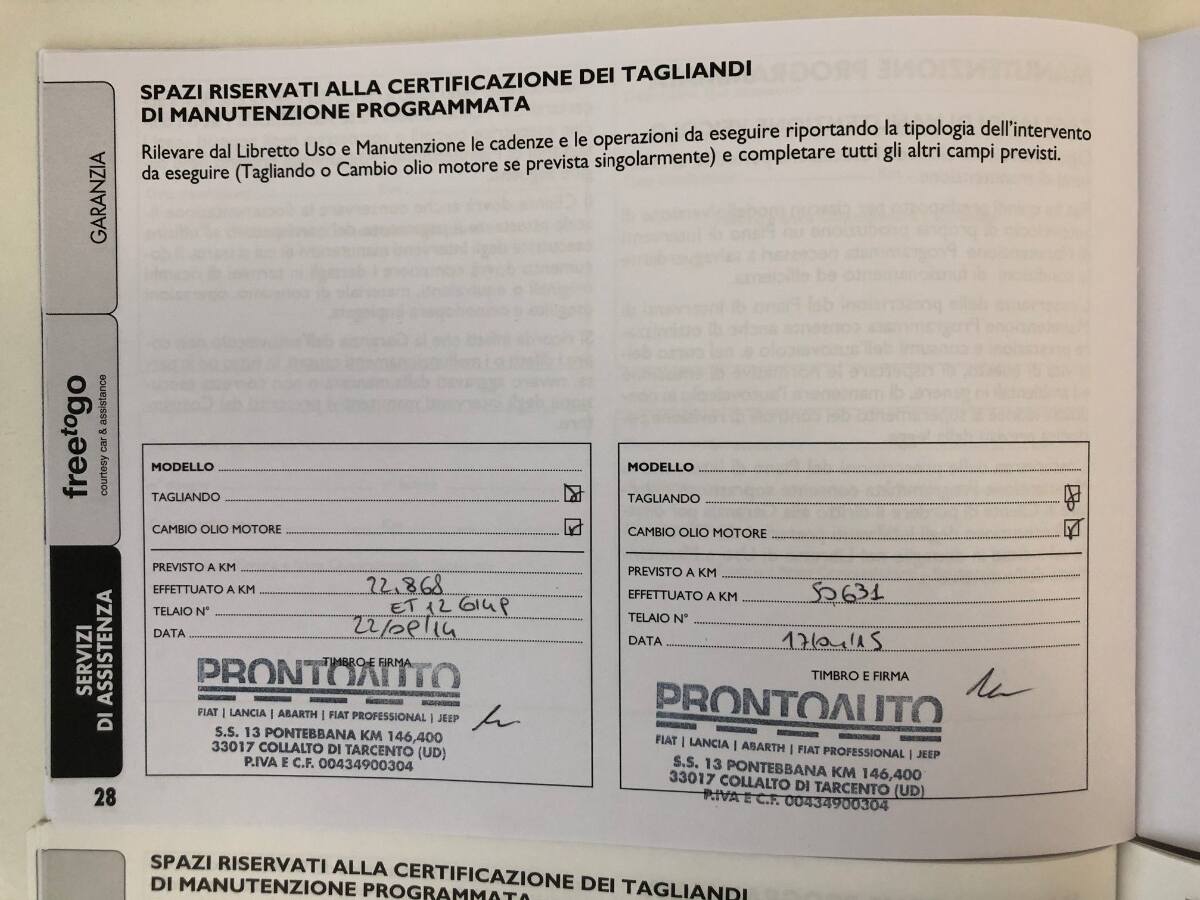 SPAZI RISERVATI ALLA CERTIFICAZIONE DEI TAGLIANDI
DI MANUTENZIONE PROGRAMMATA
Rilevare dal Libretto Uso e Manutenzione le cadenze e le operazioni da eseguire riportando la tipologia dell'intervento
da eseguire (Tagliando o Cambio olio motore se prevista singolarmente) e completare tutti gli altri campi previsti.
GARANZIA
freetogo
courtesy car & assistance
SERVIZI
DI ASSISTENZA
MODELLO
TAGLIANDO
CAMBIO OLIO MOTORE
PREVISTO A KM
EFFETTUATO A KM 22.868
TELAIO N°
DATA
TIMBRO E FIRMA
PRONTOAUTO
FIAT | LANCIA | ABARTH | FIAT PROFESSIONAL | JEEP
S.S. 13 PONTEBBANA KM 146,400
33017 COLLALTO DI TARCENTO (UD)
P.IVA E C.F. 00434900304
MODELLO
TAGLIANDO
CAMBIO OLIO MOTORE
PREVISTO A KM
EFFETTUATO A KM 50631
TELAIO N°
DATA
TIMBRO E FIRMA
PRONTOAUTO
FIAT | LANCIA | ABARTH | FIAT PROFESSIONAL | JEEP
S.S. 13 PONTEBBANA KM 146,400
33017 COLLALTO DI TARCENTO (UD)
P.IVA E C.F. 00434900304
28
SPAZI RISERVATI ALLA CERTIFICAZIONE DEI TAGLIANDI
DI MANUTENZIONE PROGRAMMATA